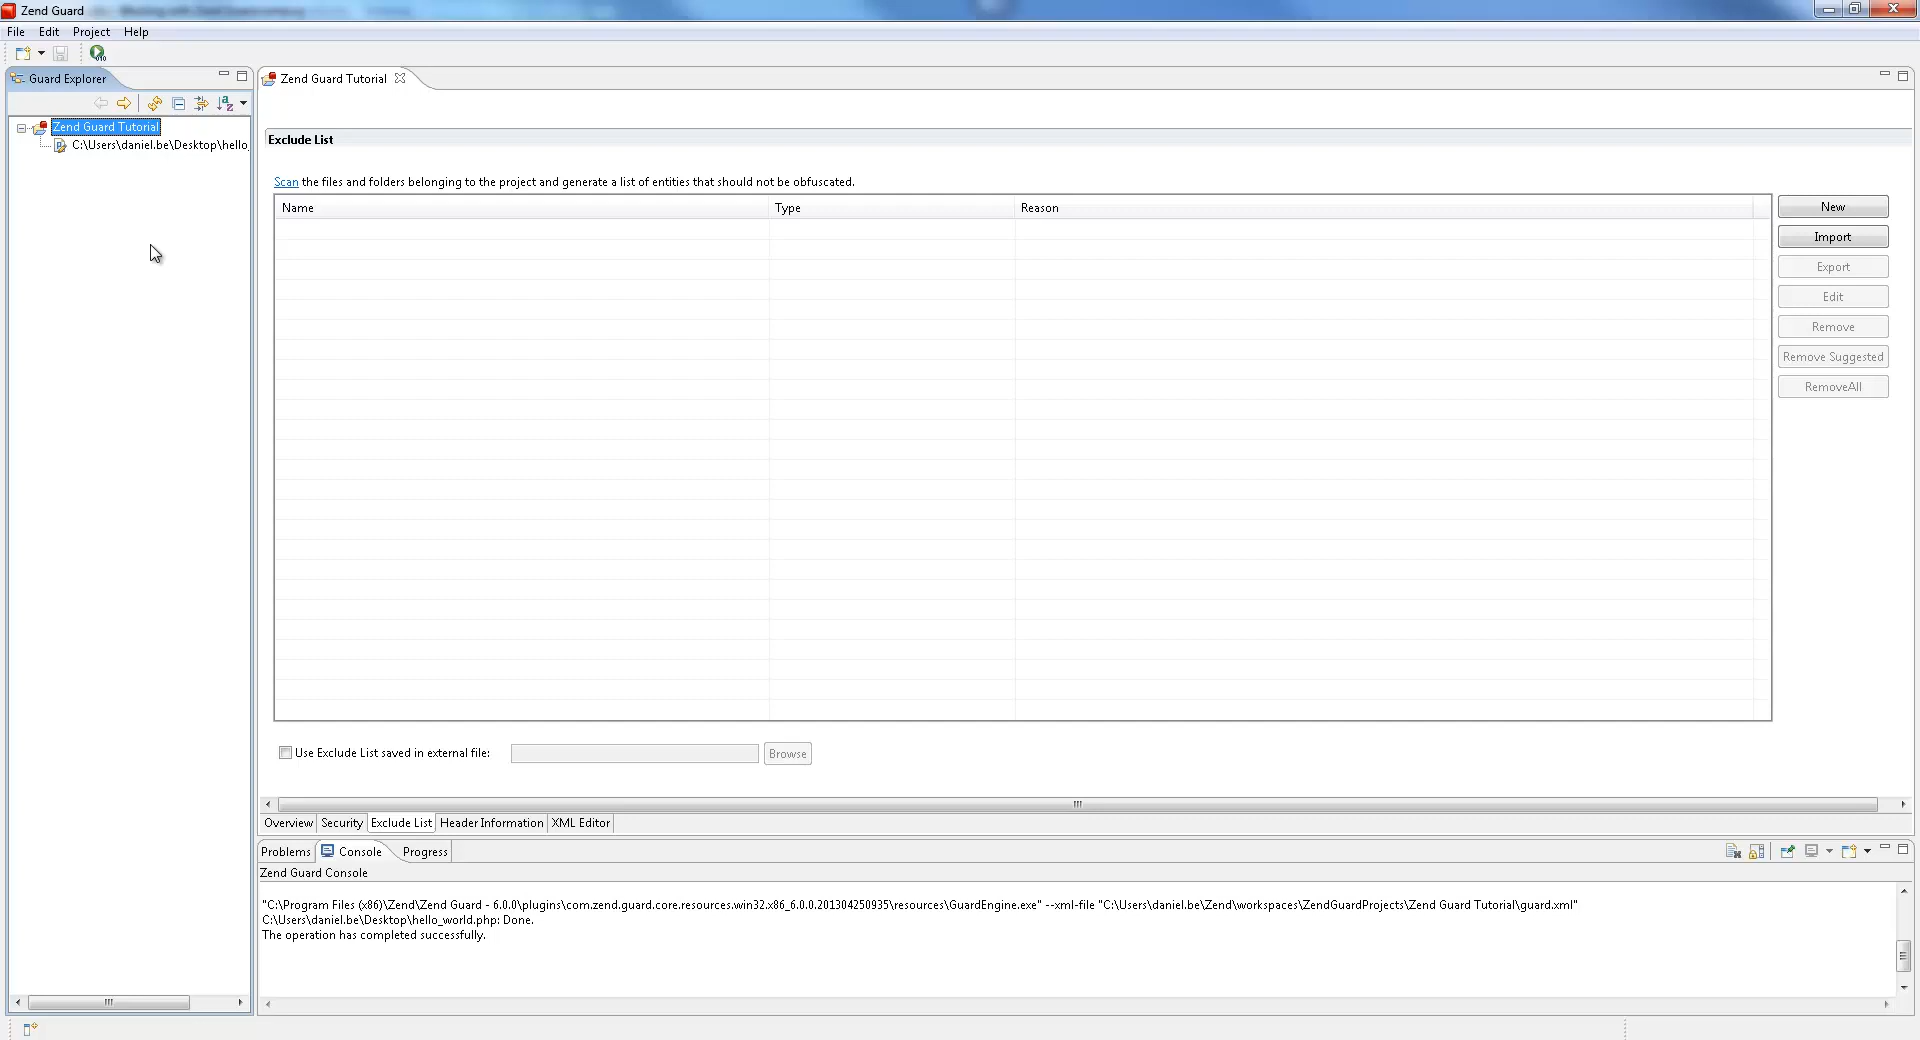 Zend Guard
File Edit Project Help
Guard Explorer
Zend Guard Tutorial
C:\Users\daniel.be\Desktop\hello_
Zend Guard Tutorial
Exclude List
Scan the files and folders belonging to the project and generate a list of entities that should not be obfuscated.
Name Type Reason
New
Import
Export
Edit
Remove
Remove Suggested
RemoveAll
Use Exclude List saved in external file: Browse
Overview Security Exclude List Header Information XML Editor
Problems Console Progress
Zend Guard Console
"C:\Program Files (x86)\Zend\Zend Guard - 6.0.0\plugins\com.zend.guard.core.resources.win32.x86_6.0.0.201304250935\resources\GuardEngine.exe" --xml-file "C:\Users\daniel.be\Zend\workspaces\ZendGuardProjects\Zend Guard Tutorial\guard.xml"
C:\Users\daniel.be\Desktop\hello_world.php: Done.
The operation has completed successfully.